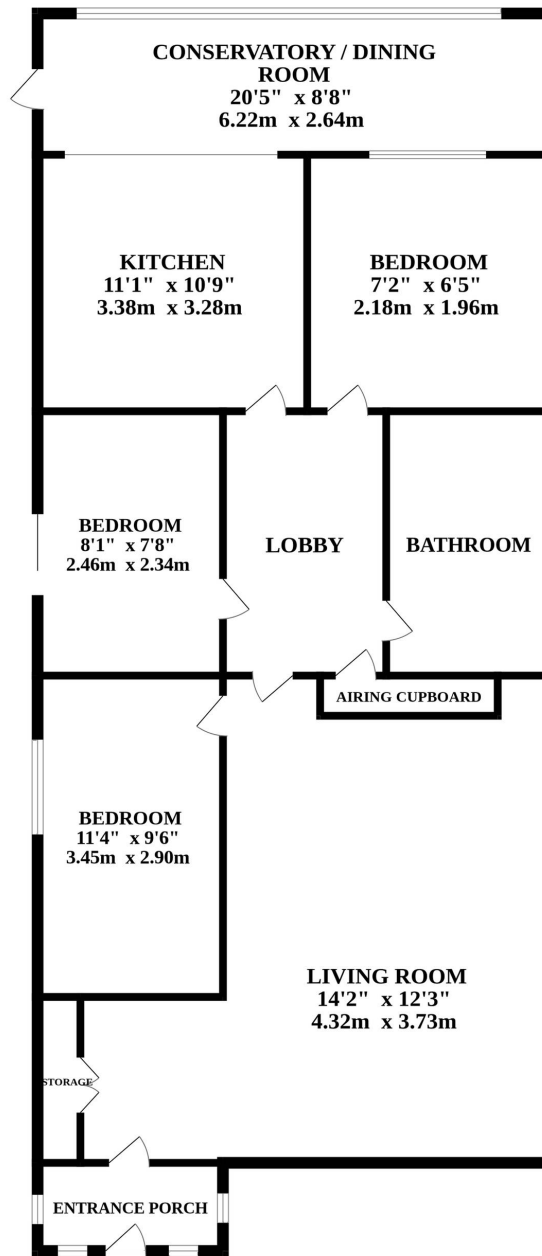 CONSERVATORY / DINING
ROOM
20'5" x 8'8"
6.22m x 2.64m
KITCHEN
11'1" x 10'9"
3.38m x 3.28m
BEDROOM
7'2" x 6'5"
2.18m x 1.96m
BEDROOM
8'1" x 7'8"
2.46m x 2.34m
LOBBY
BATHROOM
AIRING CUPBOARD
BEDROOM
11'4" x 9'6"
3.45m x 2.90m
LIVING ROOM
14'2" x 12'3"
4.32m x 3.73m
STORAGE
ENTRANCE PORCH